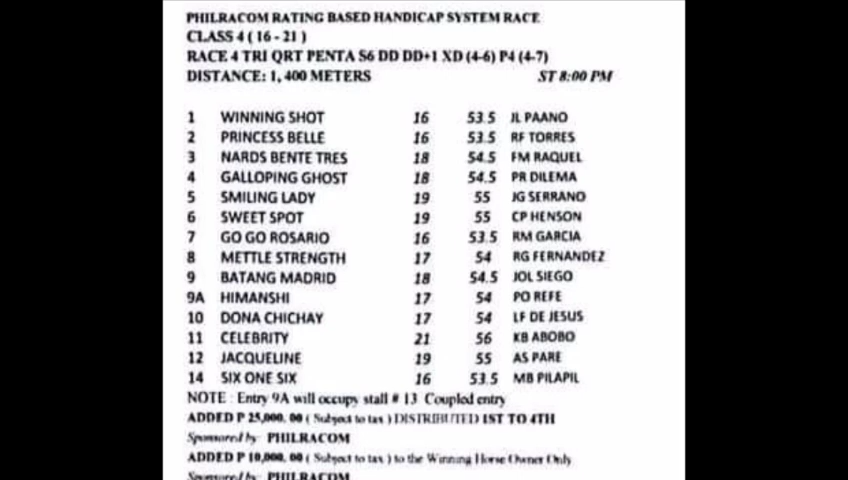 PHILRACOM RATING BASED HANDICAP SYSTEM RACE
CLASS 4 ( 16 - 21 )
RACE 4 TRI QRT PENTA S6 DD DD+1 XD (4-6) P4 (4-7)
DISTANCE: 1, 400 METERS ST 8:00 PM
1 WINNING SHOT 16 53.5 JL PAANO
2 PRINCESS BELLE 16 53.5 RF TORRES
3 NARDS BENTE TRES 18 54.5 FM RAQUEL
4 GALLOPING GHOST 18 54.5 PR DILEMA
5 SMILING LADY 19 55 JG SERRANO
6 SWEET SPOT 19 55 CP HENSON
7 GO GO ROSARIO 16 53.5 RM GARCIA
8 METTLE STRENGTH 17 54 RG FERNANDEZ
9 BATANG MADRID 18 54.5 JOL SIEGO
9A HIMANSHI 17 54 PO REFE
10 DONA CHICHAY 17 54 LF DE JESUS
11 CELEBRITY 21 56 KB ABOBO
12 JACQUELINE 19 55 AS PARE
14 SIX ONE SIX 16 53.5 MB PILAPIL
NOTE : Entry 9A will occupy stall # 13 Coupled entry
ADDED P 25,000. 00 ( Subject to tax ) DISTRIBUTED 1ST TO 4TH
Sponsored by: PHILRACOM
ADDED P 10,000. 00 ( Subject to tax ) to the Winning Horse Owner Only
Sponsored by: PHILRACOM